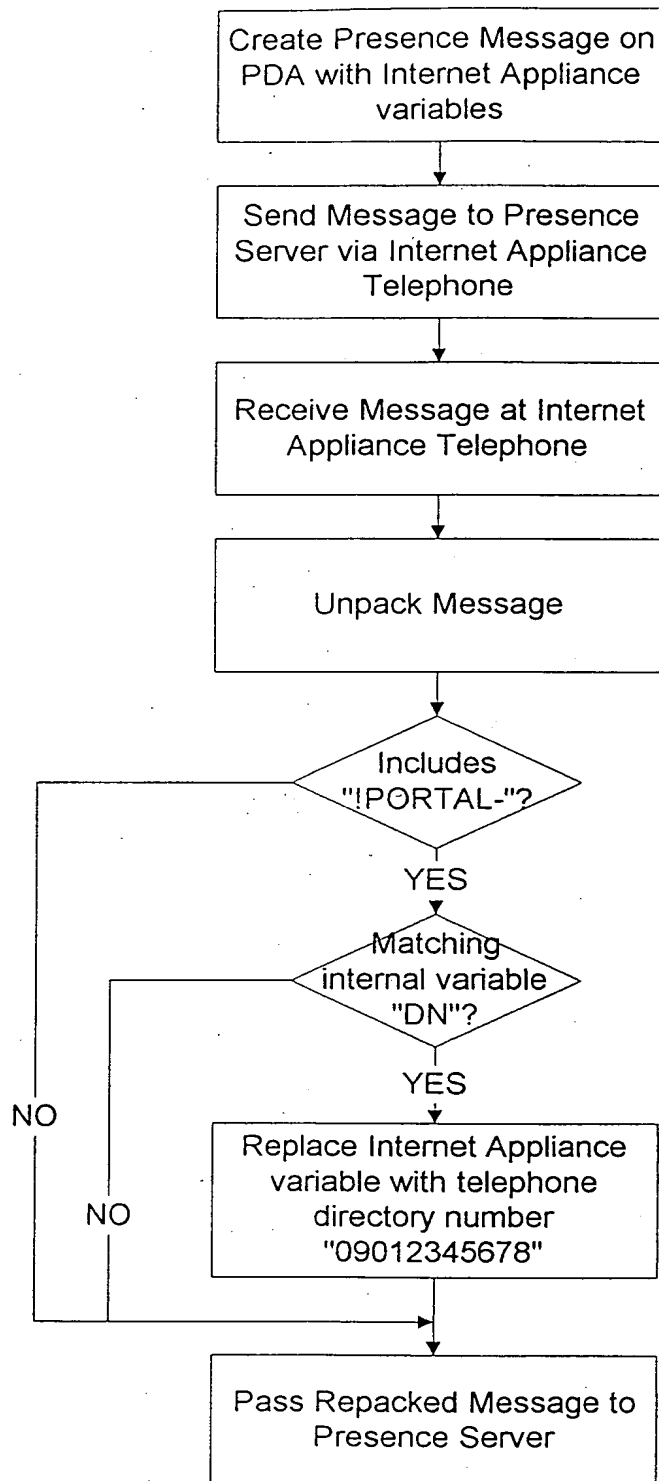 Create Presence Message on
PDA with Internet Appliance
variables
Send Message to Presence
Server via Internet Appliance
Telephone
Receive Message at Internet
Appliance Telephone
Unpack Message
Includes
"!PORTAL-"?
YES
Matching
internal variable
"DN"?
YES
NO
Replace Internet Appliance
variable with telephone
directory number
"09012345678"
NO
Pass Repacked Message to
Presence Server